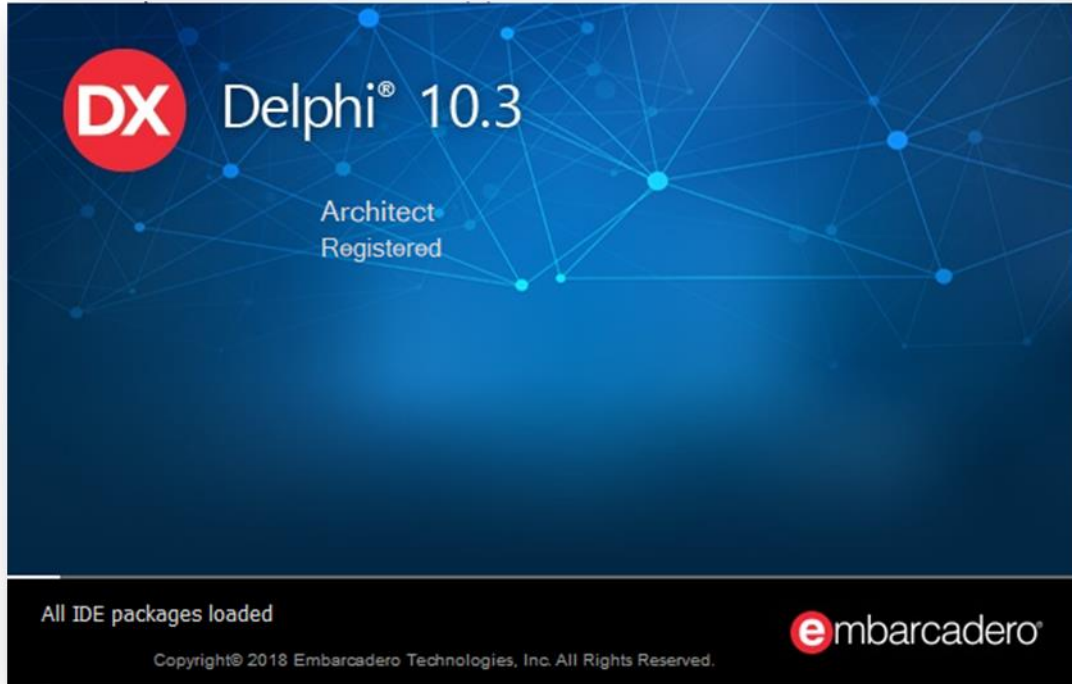 DX
Delphi® 10.3
Architect
Registered
All IDE packages loaded
embarcadero®
Copyright© 2018 Embarcadero Technologies, Inc. All Rights Reserved.